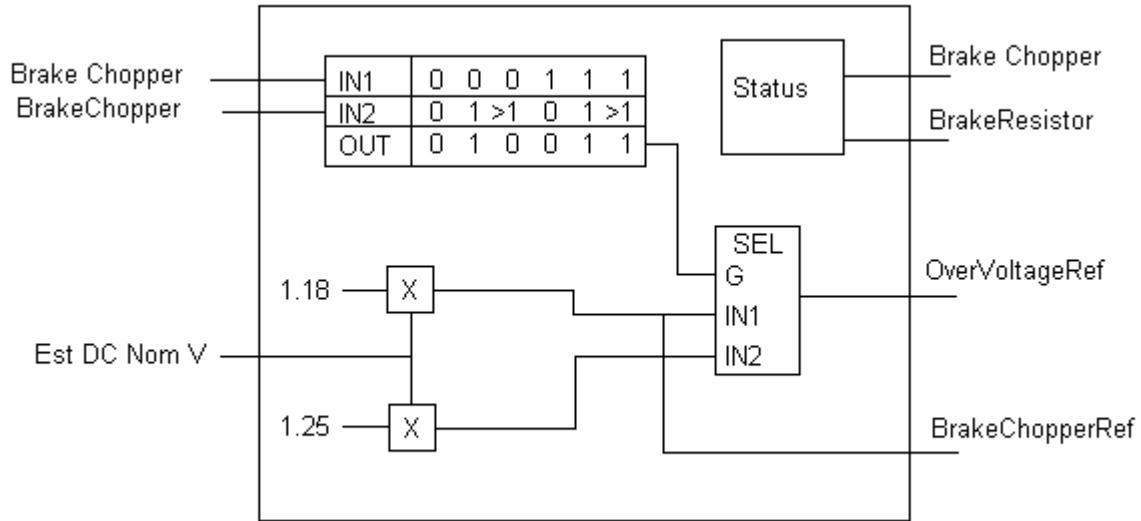 Brake Chopper
BrakeChopper
IN1 0 0 0 1 1 1
IN2 0 1 >1 0 1 >1
OUT 0 1 0 0 1 1
Status
Brake Chopper
BrakeResistor
SEL
G
IN1
IN2
OverVoltageRef
1.18
X
Est DC Nom V
1.25
X
BrakeChopperRef